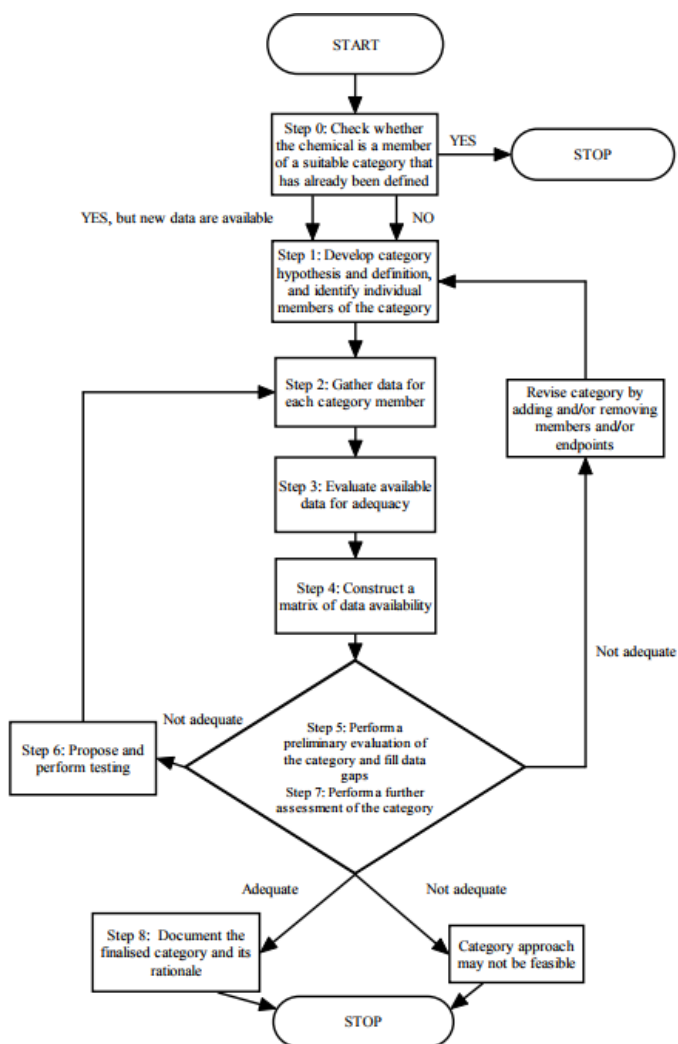 START
Step 0: Check whether
the chemical is a member
of a suitable category that
has already been defined
YES
STOP
YES, but new data are available
NO
Step 1: Develop category
hypothesis and definition,
and identify individual
members of the category
Step 2: Gather data for
each category member
Revise category by
adding and/or removing
members and/or
endpoints
Step 3: Evaluate available
data for adequacy
Step 4: Construct a
matrix of data availability
Not adequate
Not adequate
Step 6: Propose and
perform testing
Step 5: Perform a
preliminary evaluation of
the category and fill data
gaps
Step 7: Perform a further
assessment of the category
Adequate
Not adequate
Step 8: Document the
finalised category and its
rationale
Category approach
may not be feasible
STOP